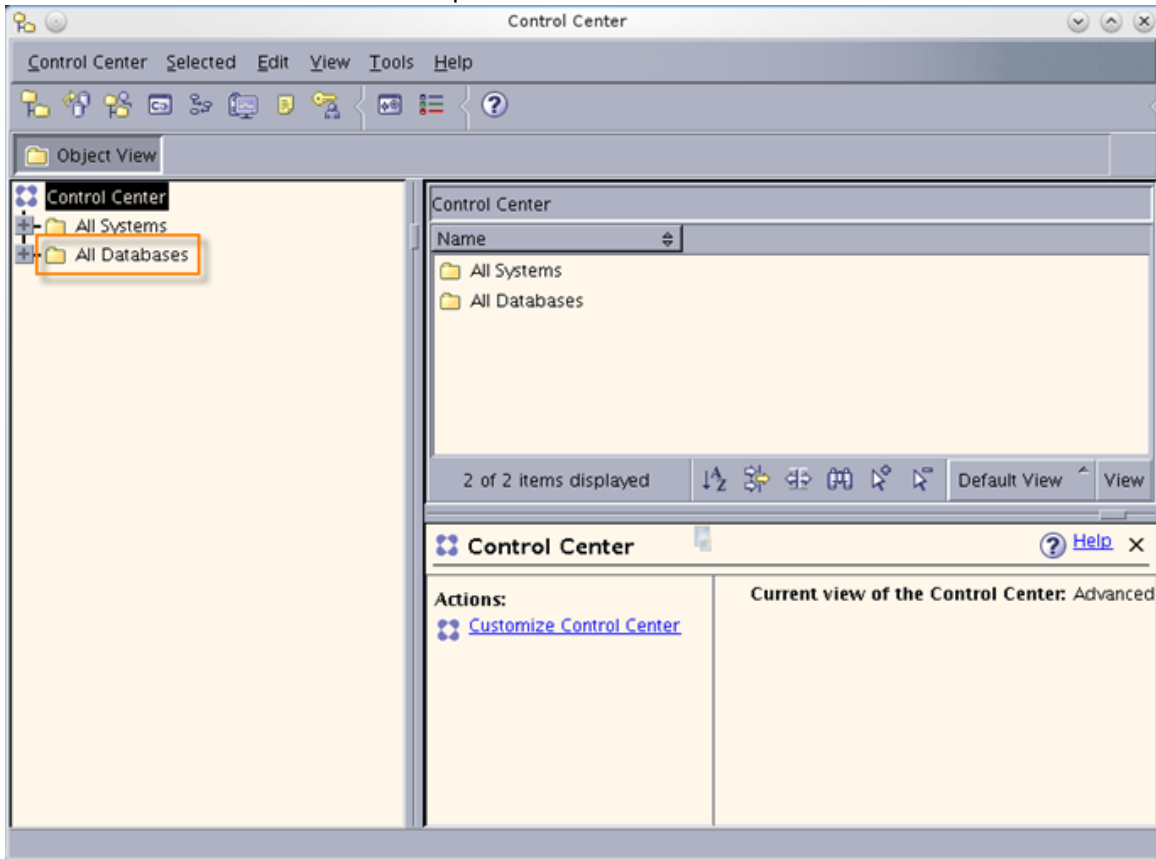 Control Center
Control Center Selected Edit View Tools Help
Object View
Control Center
All Systems
All Databases
Control Center
Name
All Systems
All Databases
2 of 2 items displayed Default View View
Control Center Help
Actions:
Customize Control Center
Current view of the Control Center: Advanced